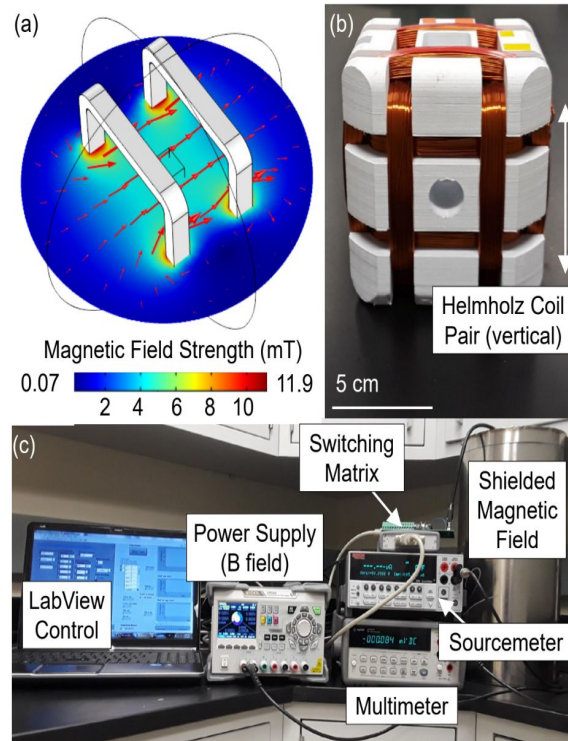 (a)
Magnetic Field Strength (mT)
0.07
11.9
2 4 6 8 10
(b)
Helmholz Coil
Pair (vertical)
5 cm
(c)
Switching
Matrix
Shielded
Magnetic
Field
Power Supply
(B field)
LabView
Control
Sourcemeter
Multimeter